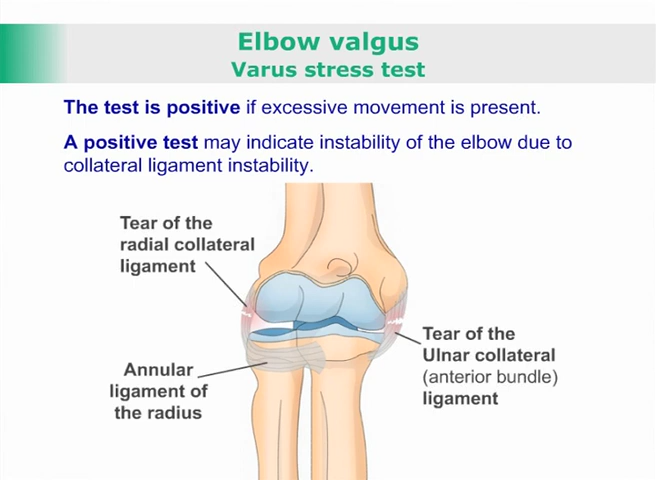 Elbow valgus
Varus stress test
The test is positive if excessive movement is present.
A positive test may indicate instability of the elbow due to
collateral ligament instability.
Tear of the
radial collateral
ligament
Annular
ligament of
the radius
Tear of the
Ulnar collateral
(anterior bundle)
ligament